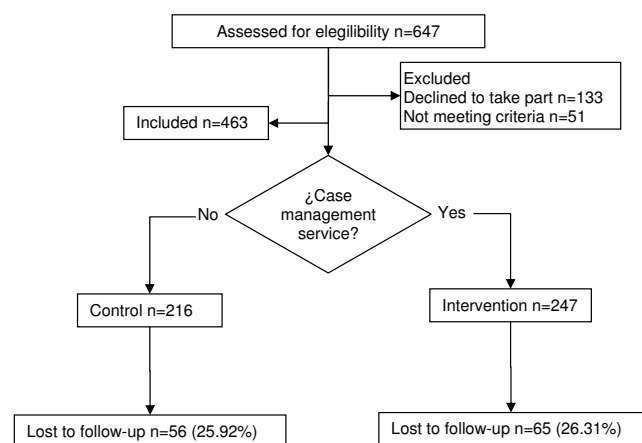 Assessed for elegilibility n=647
Excluded
Declined to take part n=133
Not meeting criteria n=51
Included n=463
¿Case
management
service?
No
Yes
Control n=216
Intervention n=247
Lost to follow-up n=56 (25.92%)
Lost to follow-up n=65 (26.31%)